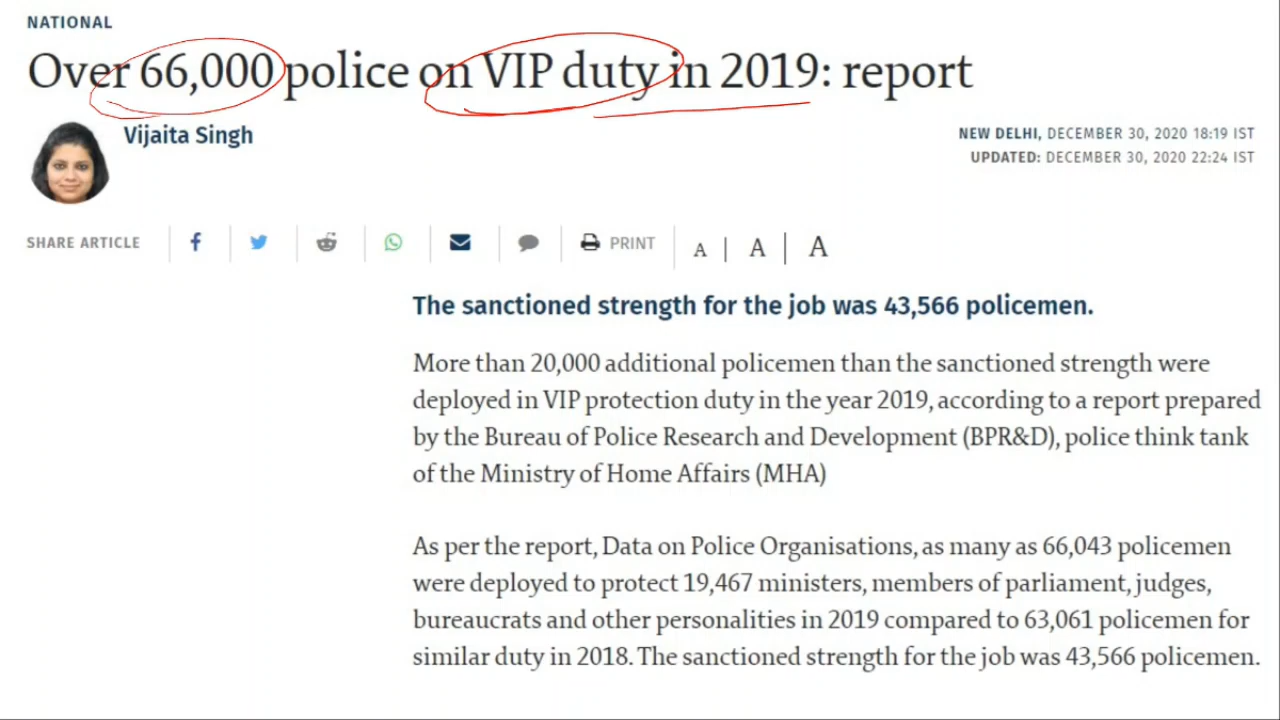 NATIONAL
Over 66,000 police on VIP duty in 2019: report
Vijaita Singh
NEW DELHI, DECEMBER 30, 2020 18:19 IST
UPDATED: DECEMBER 30, 2020 22:24 IST
SHARE ARTICLE PRINT A | A | A
The sanctioned strength for the job was 43,566 policemen.
More than 20,000 additional policemen than the sanctioned strength were
deployed in VIP protection duty in the year 2019, according to a report prepared
by the Bureau of Police Research and Development (BPR&D), police think tank
of the Ministry of Home Affairs (MHA)
As per the report, Data on Police Organisations, as many as 66,043 policemen
were deployed to protect 19,467 ministers, members of parliament, judges,
bureaucrats and other personalities in 2019 compared to 63,061 policemen for
similar duty in 2018. The sanctioned strength for the job was 43,566 policemen.